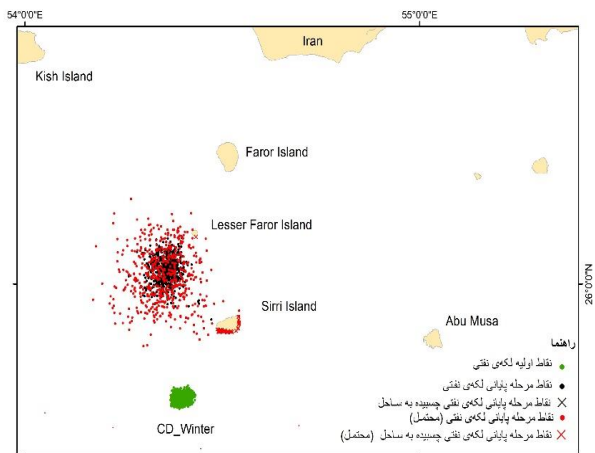 54°0'0"E
55°0'0"E
Iran
Kish Island
Faror Island
Lesser Faror Island
26°0'0"N
Sirri Island
Abu Musa
راهنما
نقاط اولیه لکه‌ی نفتی
نقاط مرحله پایانی لکه‌ی نفتی
نقاط مرحله پایانی لکه‌ی نفتی چسبیده به ساحل
نقاط مرحله پایانی لکه‌ی نفتی (محتمل)
نقاط مرحله پایانی لکه‌ی نفتی چسبیده به ساحل (محتمل)
CD_Winter